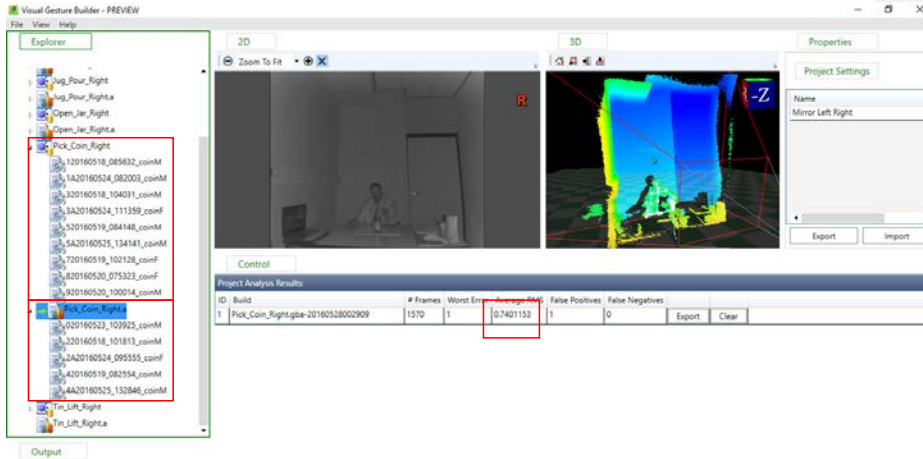 Visual Gesture Builder - PREVIEW
File View Help
Explorer
Jug_Pour_Right
Jug_Pour_Right.a
Open_Jar_Right
Open_Jar_Right.a
Pick_Coin_Right
120160518_085632_coinM
1A20160524_082003_coinM
320160518_104031_coinM
3A20160524_111359_coinF
520160519_084148_coinM
5A20160525_134141_coinM
720160519_102128_coinF
820160520_075323_coinF
920160520_100014_coinM
Pick_Coin_Right.a
020160523_103925_coinM
220160518_101813_coinM
2A20160524_095555_coinF
420160519_082554_coinM
4A20160525_132846_coinM
Tin_Lift_Right
Tin_Lift_Right.a
Output
2D
Zoom To Fit
R
3D
-Z
Properties
Project Settings
Name
Mirror Left Right
Export Import
Control
Project Analysis Results:
ID Build # Frames Worst Error Average RMS False Positives False Negatives
1 Pick_Coin_Right.gba-20160528002909 1570 1 0.7401153 1 0 Export Clear